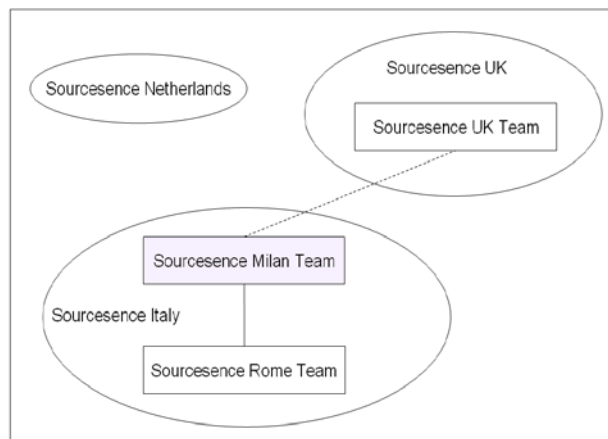 Sourcesence UK
Sourcesence Netherlands
Sourcesence UK Team
Sourcesence Milan Team
Sourcesence Italy
Sourcesence Rome Team